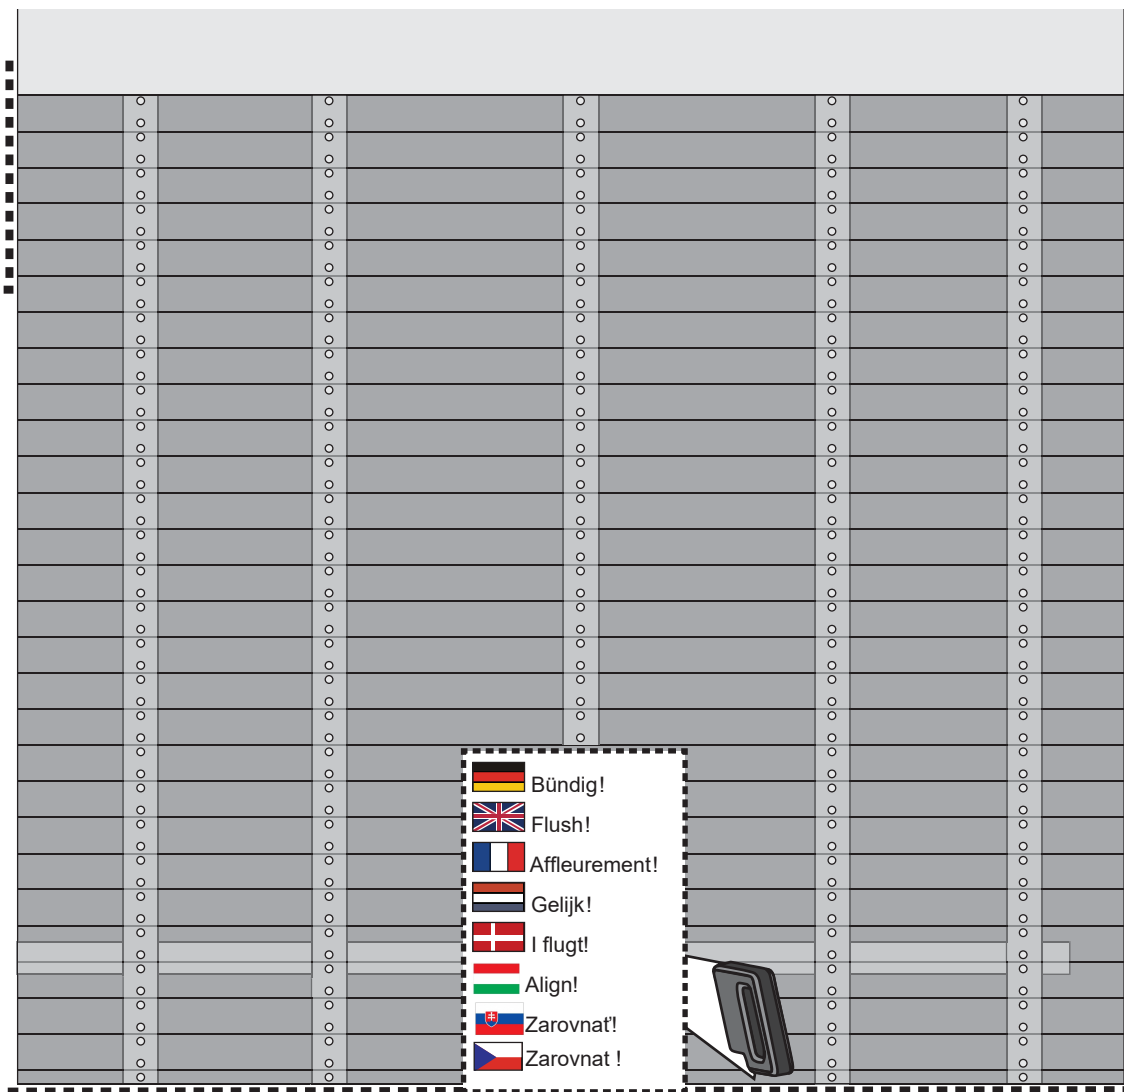 Bündig!
Flush!
Affleurement!
Gelijk!
I flugt!
Align!
Zarovnať!
Zarovnat !